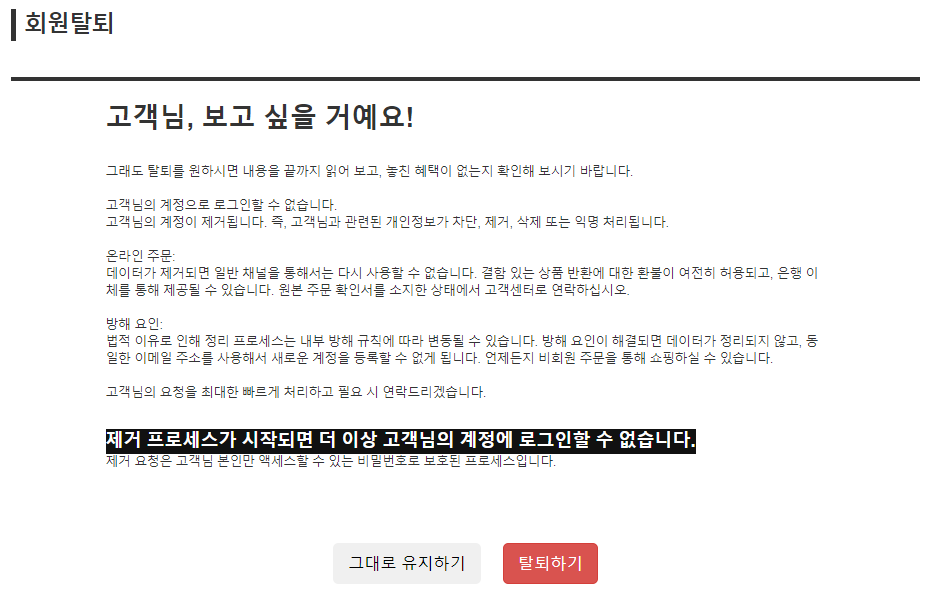 회원탈퇴
고객님, 보고 싶을 거예요!
그래도 탈퇴를 원하시면 내용을 끝까지 읽어 보고, 놓친 혜택이 없는지 확인해 보시기 바랍니다.
고객님의 계정으로 로그인할 수 없습니다.
고객님의 계정이 제거됩니다. 즉, 고객님과 관련된 개인정보가 차단, 제거, 삭제 또는 익명 처리됩니다.
온라인 주문:
데이터가 제거되면 일반 채널을 통해서는 다시 사용할 수 없습니다. 결함 있는 상품 반환에 대한 환불이 여전히 허용되고, 은행 이
체를 통해 제공될 수 있습니다. 원본 주문 확인서를 소지한 상태에서 고객센터로 연락하십시오.
방해 요인:
법적 이유로 인해 정리 프로세스는 내부 방해 규칙에 따라 변동될 수 있습니다. 방해 요인이 해결되면 데이터가 정리되지 않고, 동
일한 이메일 주소를 사용해서 새로운 계정을 등록할 수 없게 됩니다. 언제든지 비회원 주문을 통해 쇼핑하실 수 있습니다.
고객님의 요청을 최대한 빠르게 처리하고 필요 시 연락드리겠습니다.
제거 프로세스가 시작되면 더 이상 고객님의 계정에 로그인할 수 없습니다.
제거 요청은 고객님 본인만 액세스할 수 있는 비밀번호로 보호된 프로세스입니다.
그대로 유지하기
탈퇴하기